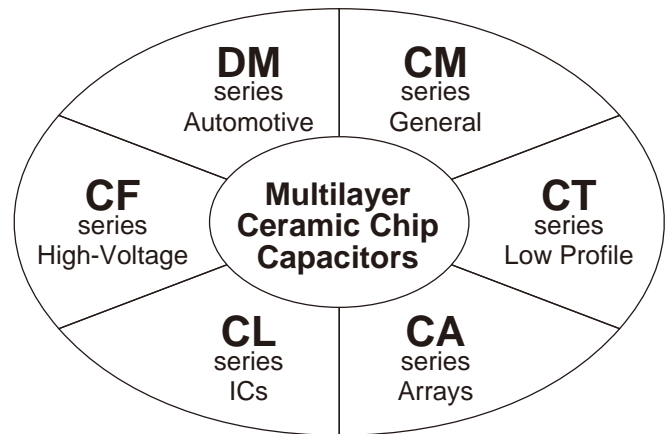 DM
series
Automotive
CM
series
General
CF
series
High-Voltage
Multilayer
Ceramic Chip
Capacitors
CT
series
Low Profile
CL
series
ICs
CA
series
Arrays